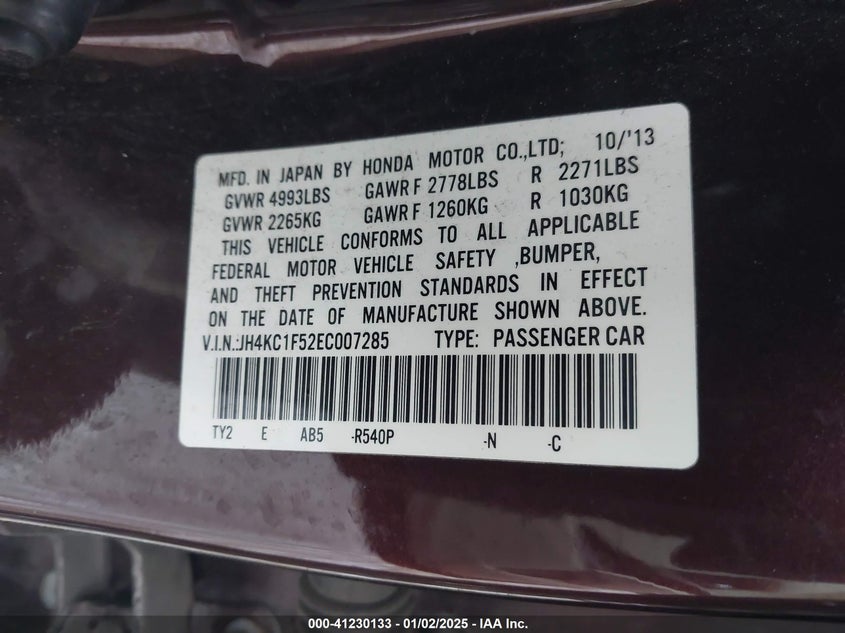 MFD. IN JAPAN BY HONDA MOTOR CO.,LTD; 10/'13
GVWR 4993LBS GAWR F 2778LBS R 2271LBS
GVWR 2265KG GAWR F 1260KG R 1030KG
THIS VEHICLE CONFORMS TO ALL APPLICABLE
FEDERAL MOTOR VEHICLE SAFETY ,BUMPER,
AND THEFT PREVENTION STANDARDS IN EFFECT
ON THE DATE OF MANUFACTURE SHOWN ABOVE.
V.I.N.:JH4KC1F52EC007285 TYPE: PASSENGER CAR
TY2 E AB5 -R540P -N -C
000-41230133 - 01/02/2025 - IAA Inc.